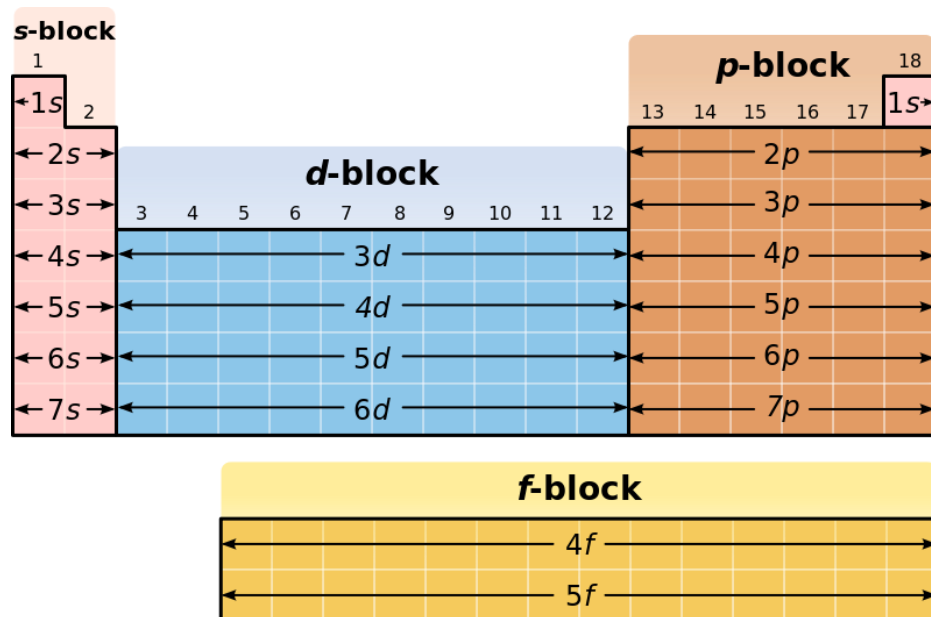 s-block
1
p-block
18
1s
2
13 14 15 16 17
1s
2s
d-block
2p
3s
3 4 5 6 7 8 9 10 11 12
3p
4s
3d
4p
5s
4d
5p
6s
5d
6p
7s
6d
7p
f-block
4f
5f